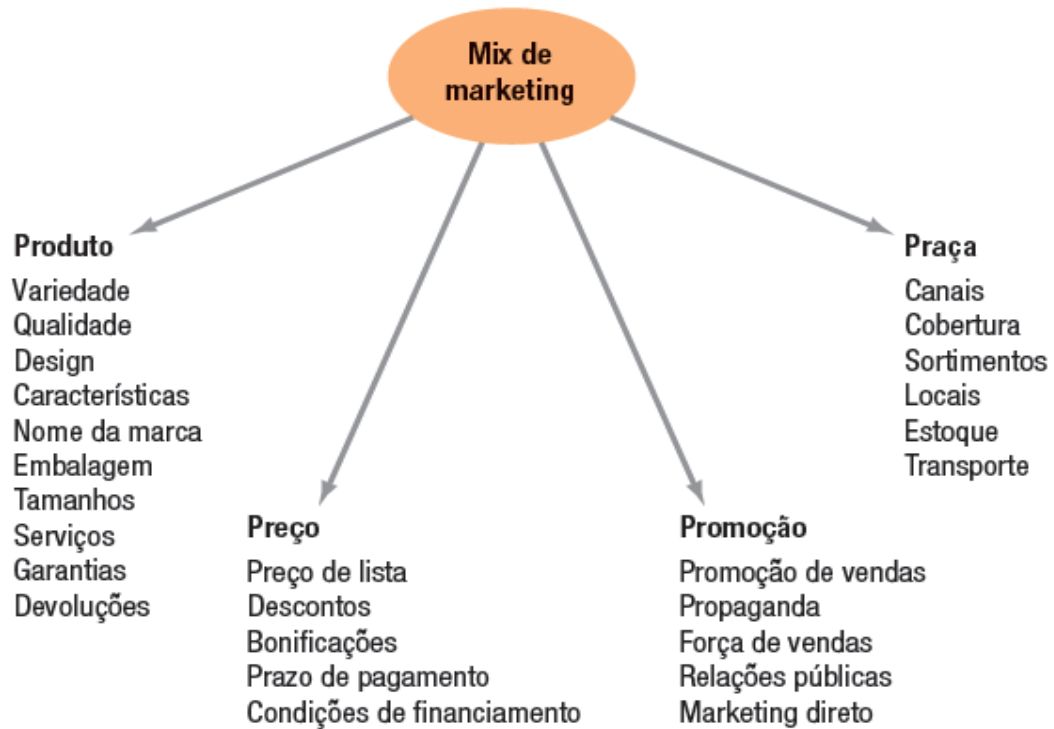 Mix de
marketing
Produto
Variedade
Qualidade
Design
Características
Nome da marca
Embalagem
Tamanhos
Serviços
Garantias
Devoluções
Preço
Preço de lista
Descontos
Bonificações
Prazo de pagamento
Condições de financiamento
Promoção
Promoção de vendas
Propaganda
Força de vendas
Relações públicas
Marketing direto
Praça
Canais
Cobertura
Sortimentos
Locais
Estoque
Transporte